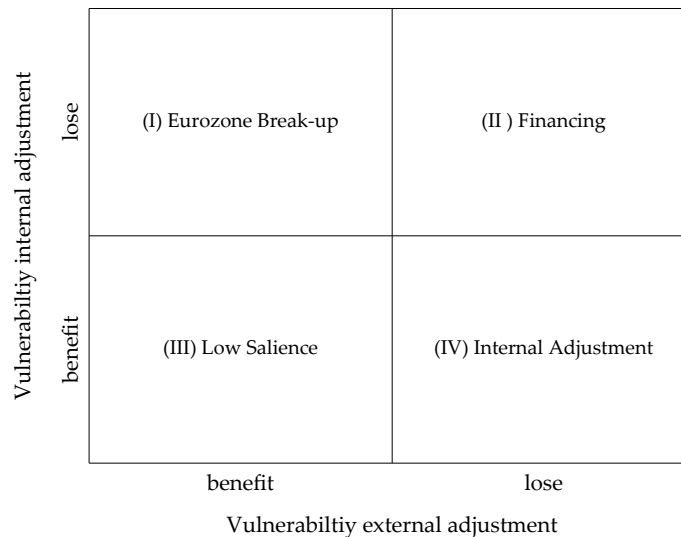 Vulnerabiltiy internal adjustment
lose
benefit
(I) Eurozone Break-up
(II ) Financing
(III) Low Salience
(IV) Internal Adjustment
benefit
lose
Vulnerabiltiy external adjustment